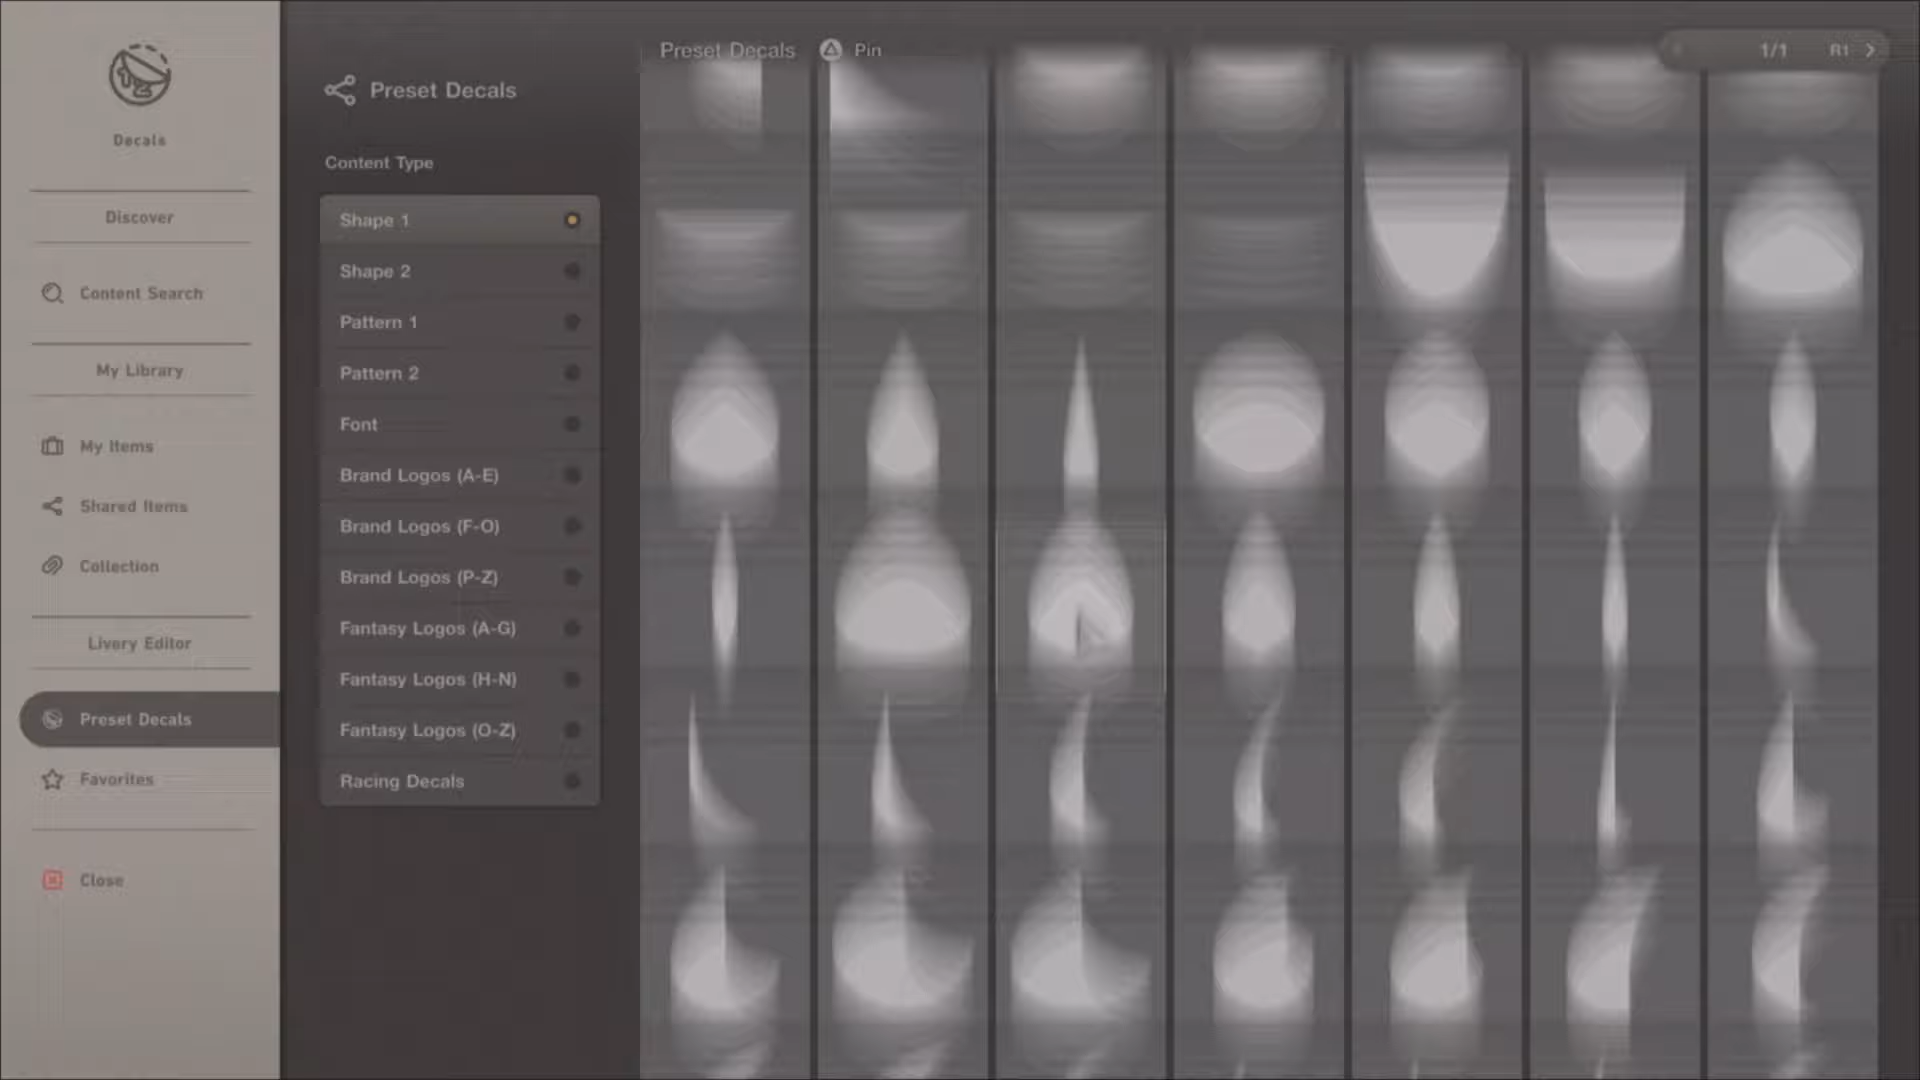 Decals
Discover
Content Search
My Library
My Items
Shared Items
Collection
Livery Editor
Preset Decals
Favorites
Close
Preset Decals
Content Type
Shape 1
Shape 2
Pattern 1
Pattern 2
Font
Brand Logos (A-E)
Brand Logos (F-O)
Brand Logos (P-Z)
Fantasy Logos (A-G)
Fantasy Logos (H-N)
Fantasy Logos (O-Z)
Racing Decals
Preset Decals Pin
1/1 R1